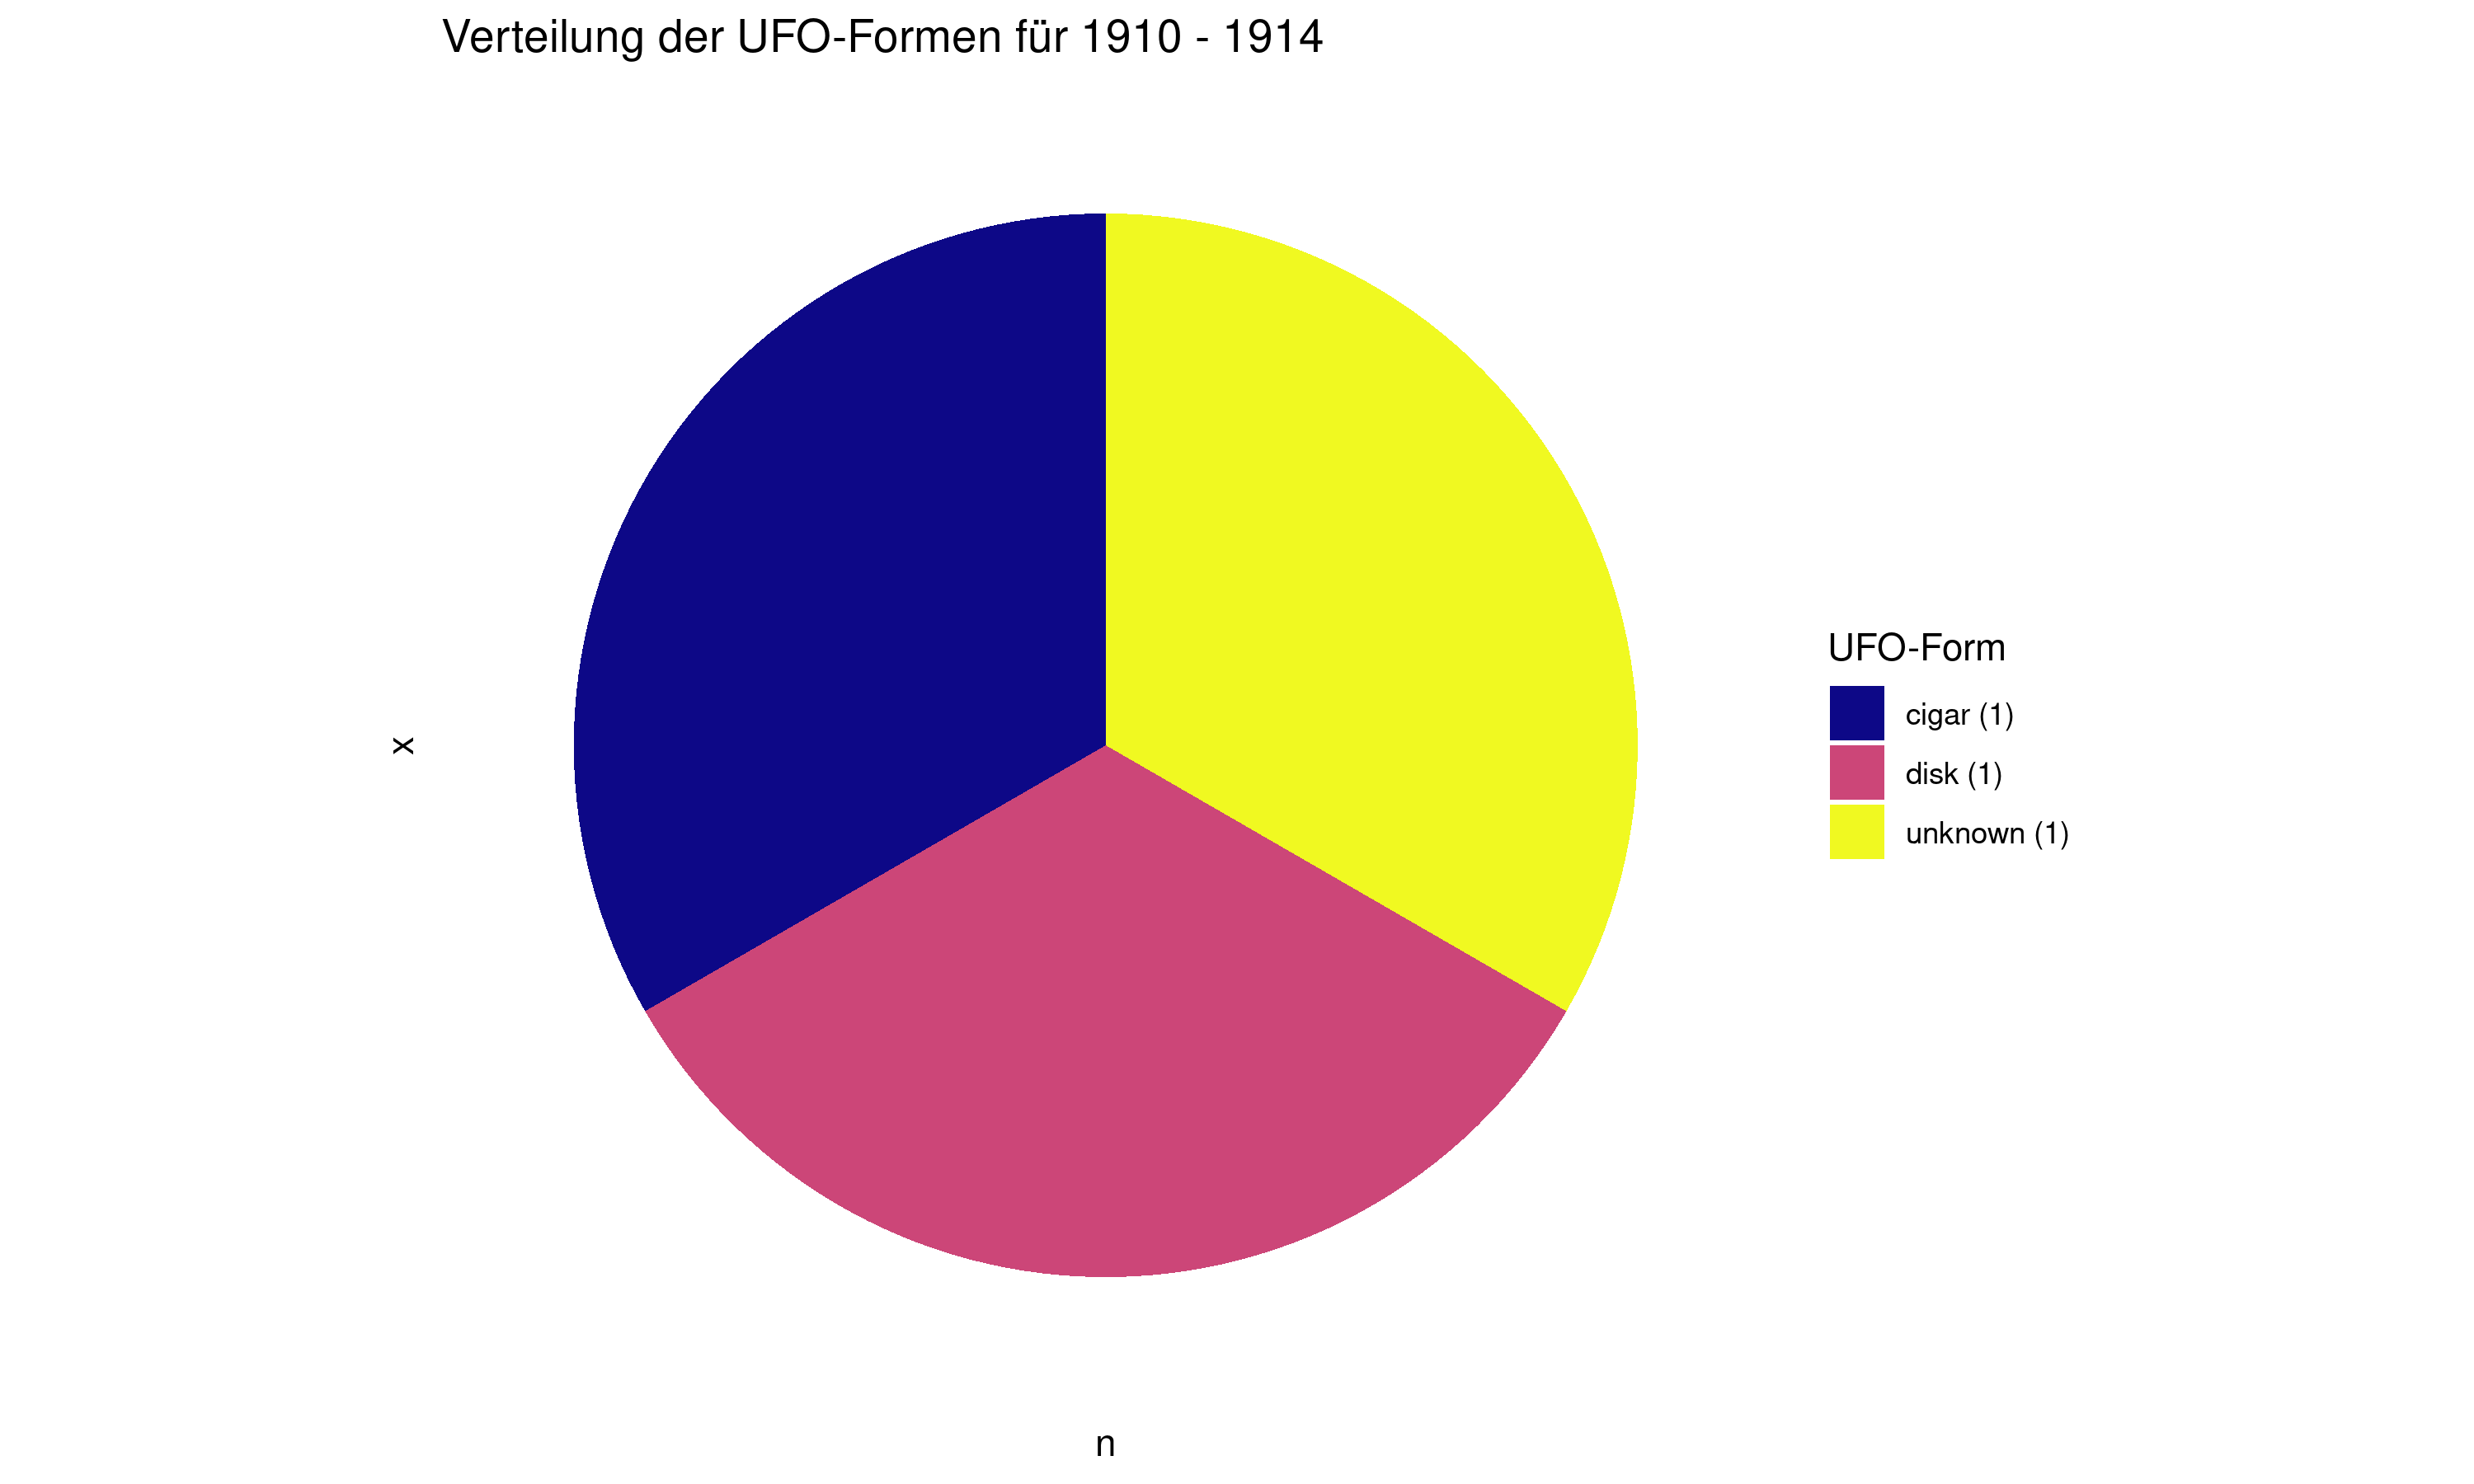 Verteilung der UFO-Formen für 1910 - 1914
x
UFO-Form
cigar (1)
disk (1)
unknown (1)
n